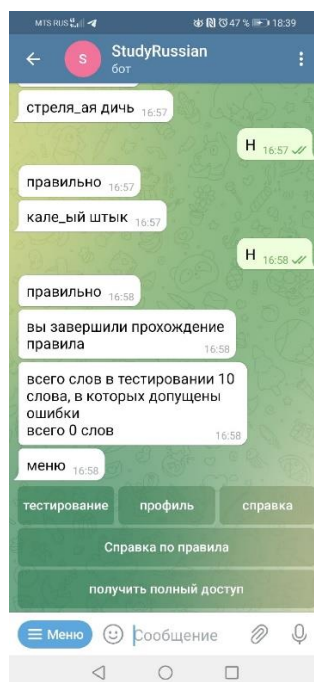 MTS RUS 47 % 18:39
S StudyRussian
бот
стреля_ая дичь 16:57
Н 16:57
правильно 16:57
кале_ый штык 16:57
Н 16:58
правильно 16:58
вы завершили прохождение
правила 16:58
всего слов в тестировании 10
слова, в которых допущены
ошибки
всего 0 слов 16:58
меню 16:58
тестирование профиль справка
Справка по правила
получить полный доступ
Меню Сообщение